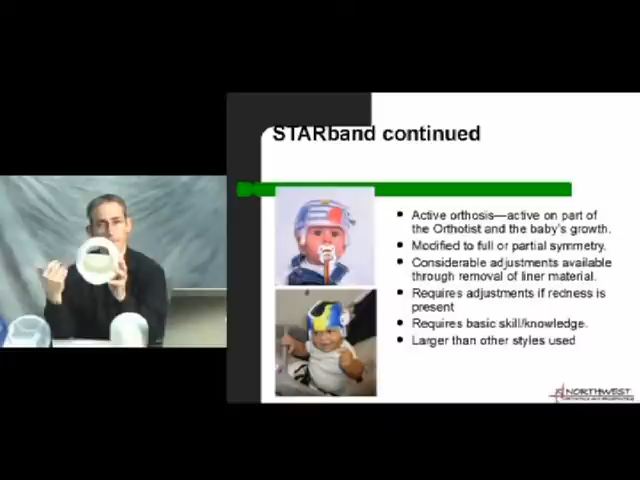 STARband continued
Active orthosis—active on part of
the Orthotist and the baby's growth.
Modified to full or partial symmetry.
Considerable adjustments available
through removal of liner material.
Requires adjustments if redness is
present
Requires basic skill/knowledge.
Larger than other styles used
NORTHWEST